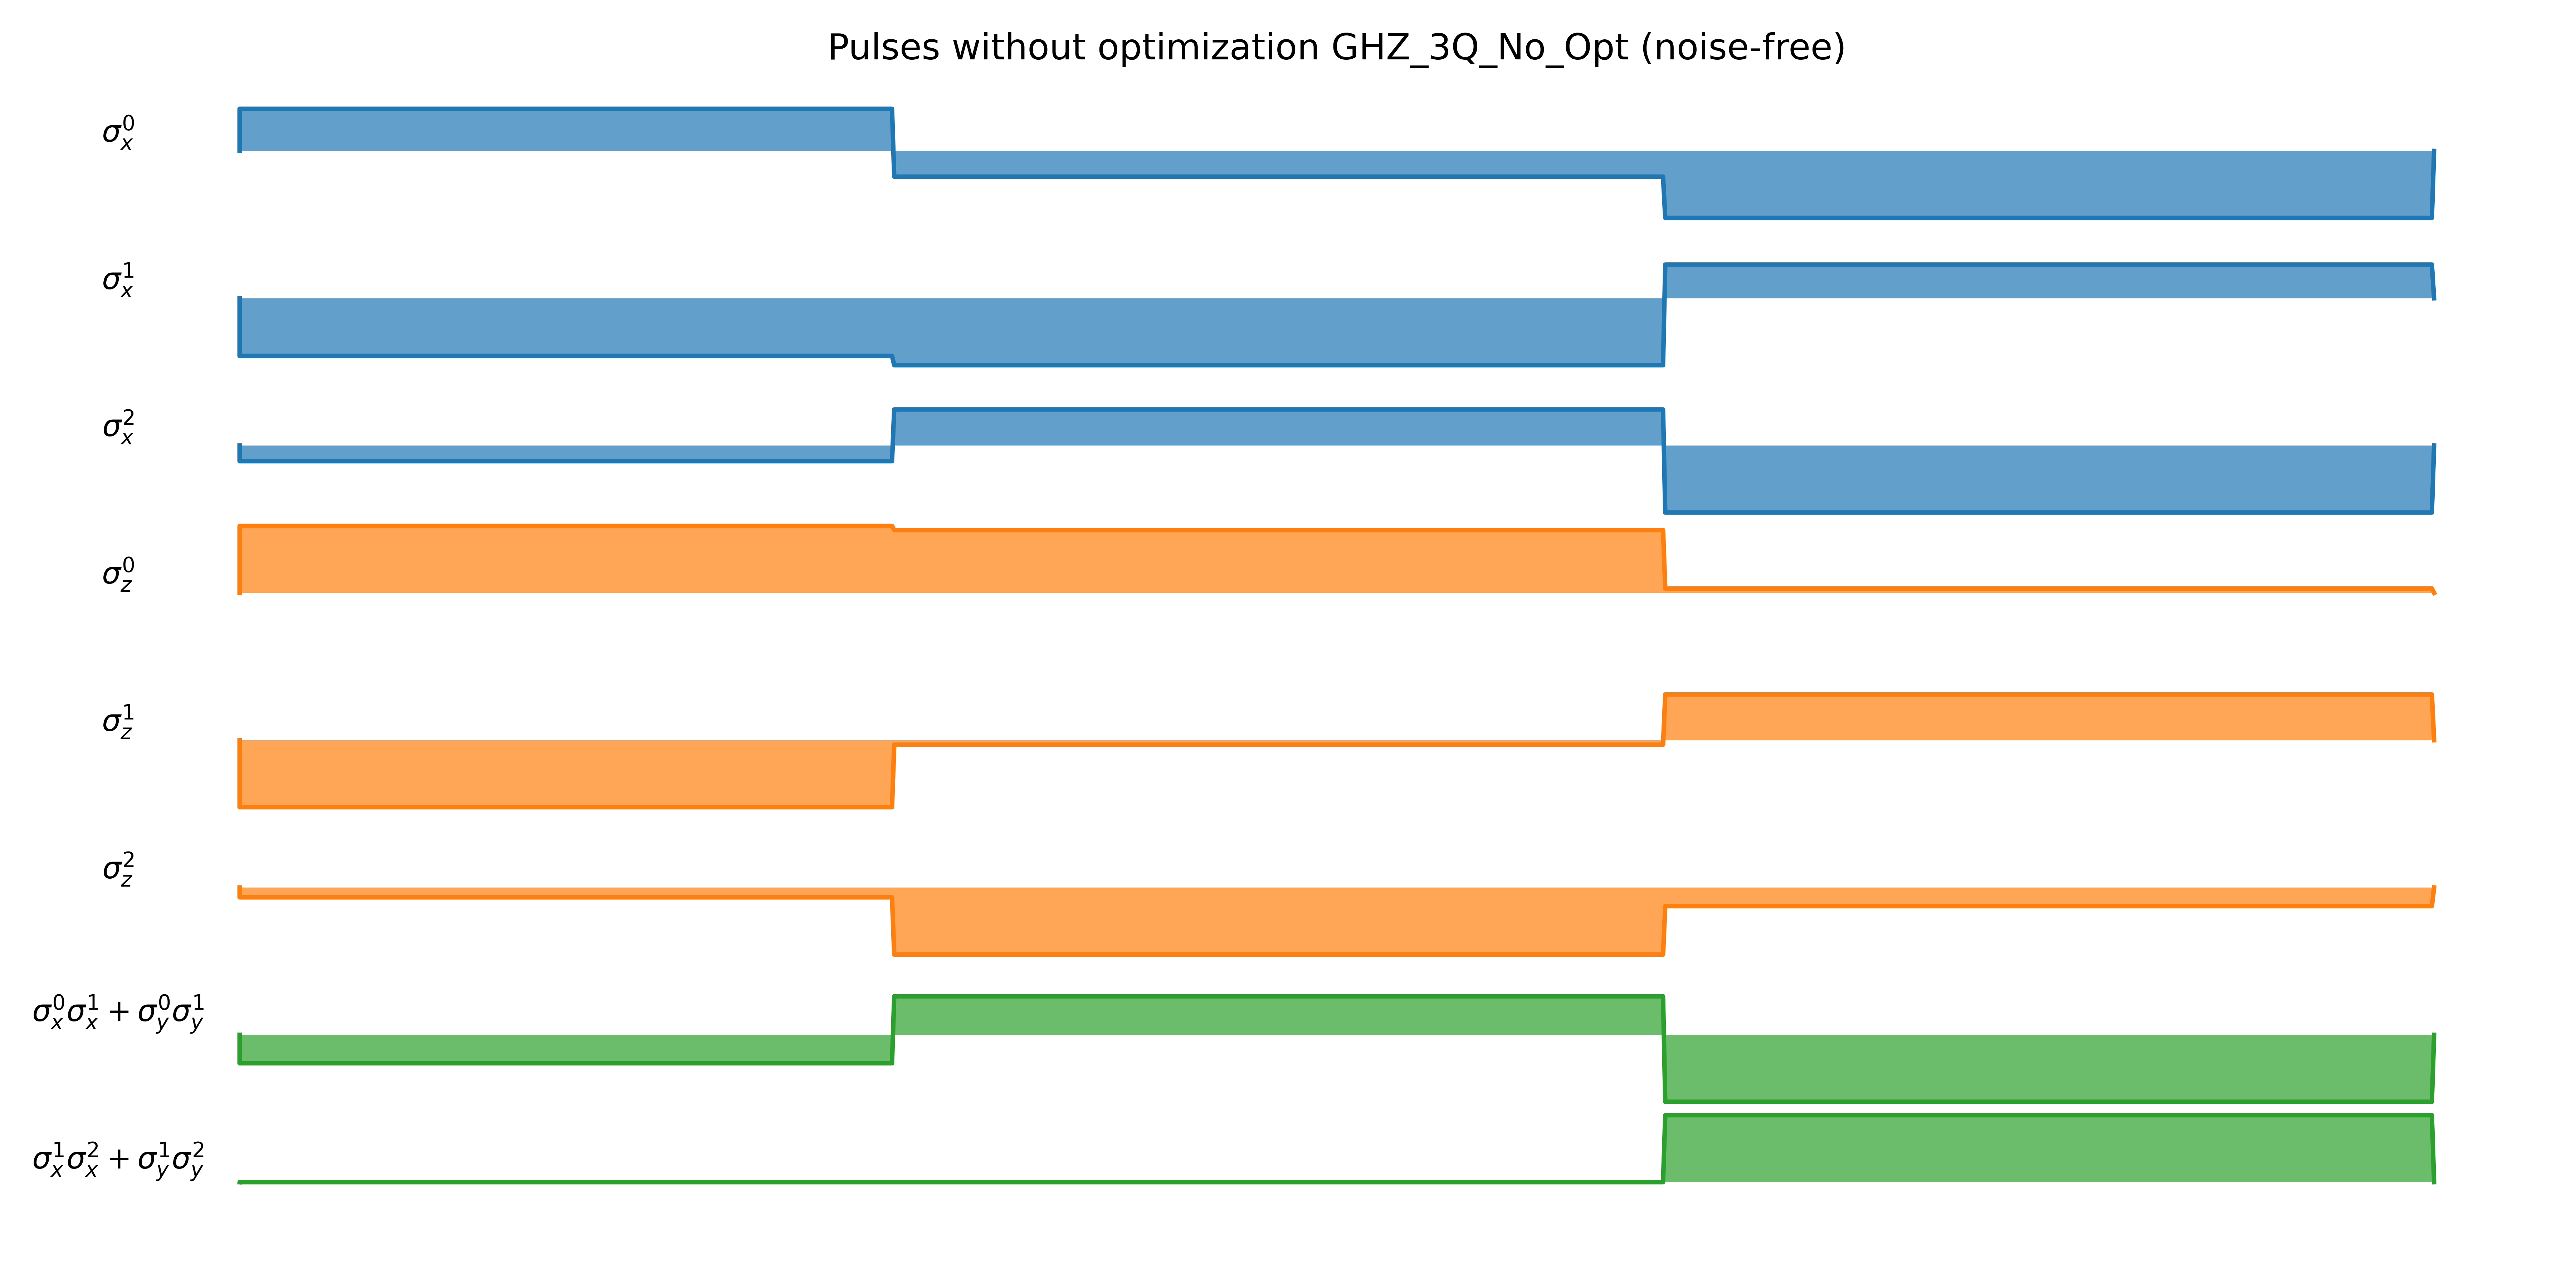 Pulses without optimization GHZ_3Q_No_Opt (noise-free)
σ_x^0
σ_x^1
σ_x^2
σ_z^0
σ_z^1
σ_z^2
σ_x^0σ_x^1 + σ_y^0σ_y^1
σ_x^1σ_x^2 + σ_y^1σ_y^2